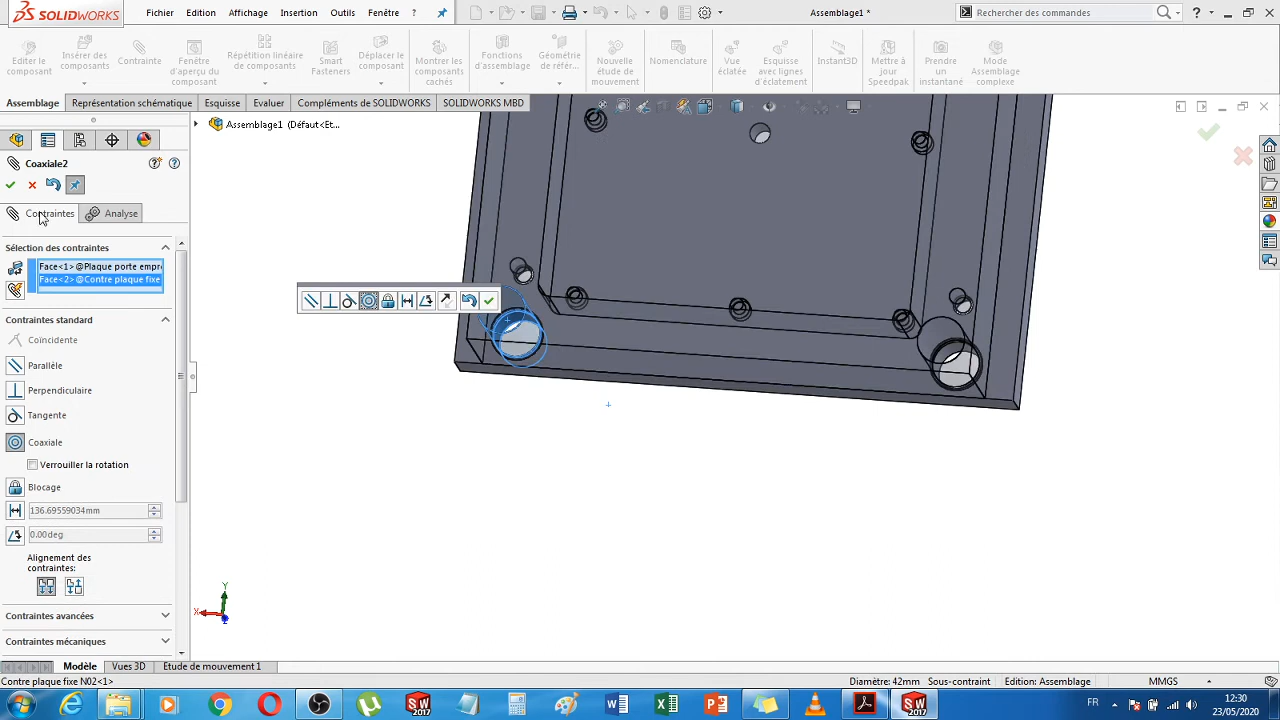 SOLIDWORKS
Fichier Edition Affichage Insertion Outils Fenêtre ?
Assemblage1 *
Rechercher des commandes
Editer le composant
Insérer des composants
Contrainte
Fenêtre d'aperçu du composant
Répétition linéaire de composants
Smart Fasteners
Déplacer le composant
Montrer les composants cachés
Fonctions d'assemblage
Géométrie de référ...
Nouvelle étude de mouvement
Nomenclature
Vue éclatée
Esquisse avec lignes d'éclatement
Instant3D
Mettre à jour Speedpak
Prendre un instantané
Mode Assemblage complexe
Assemblage Représentation schématique Esquisse Evaluer Compléments de SOLIDWORKS SOLIDWORKS MBD
Assemblage1 (Défaut<Et...
Coaxiale2
Contraintes Analyse
Sélection des contraintes
Face<1>@Plaque porte empre
Face<2>@Contre plaque fixe
Contraintes standard
Coïncidente
Parallèle
Perpendiculaire
Tangente
Coaxiale
Verrouiller la rotation
Blocage
136.69559034mm
0.00deg
Alignement des
contraintes:
Contraintes avancées
Contraintes mécaniques
Y
X
Modèle Vues 3D Etude de mouvement 1
Contre plaque fixe N02<1>
Diamètre: 42mm Sous-contraint Edition: Assemblage MMGS
SW 2017
SW 2017
FR
12:30
23/05/2020